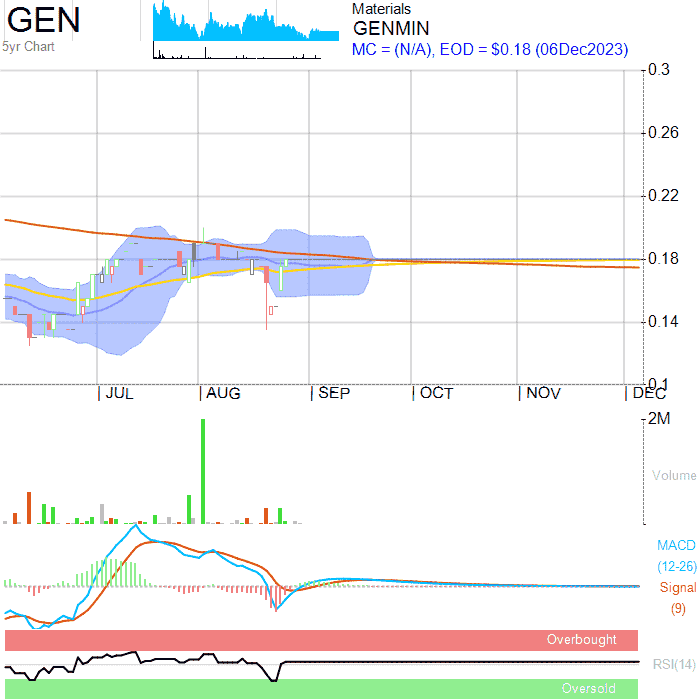 GEN
5yr Chart
Materials
GENMIN
MC = (N/A), EOD = $0.18 (06Dec2023)
0.3
0.26
0.22
0.18
0.14
0.1
JUL
AUG
SEP
OCT
NOV
DEC
2M
Volume
MACD
(12-26)
Signal
(9)
Overbought
RSI(14)
Oversold